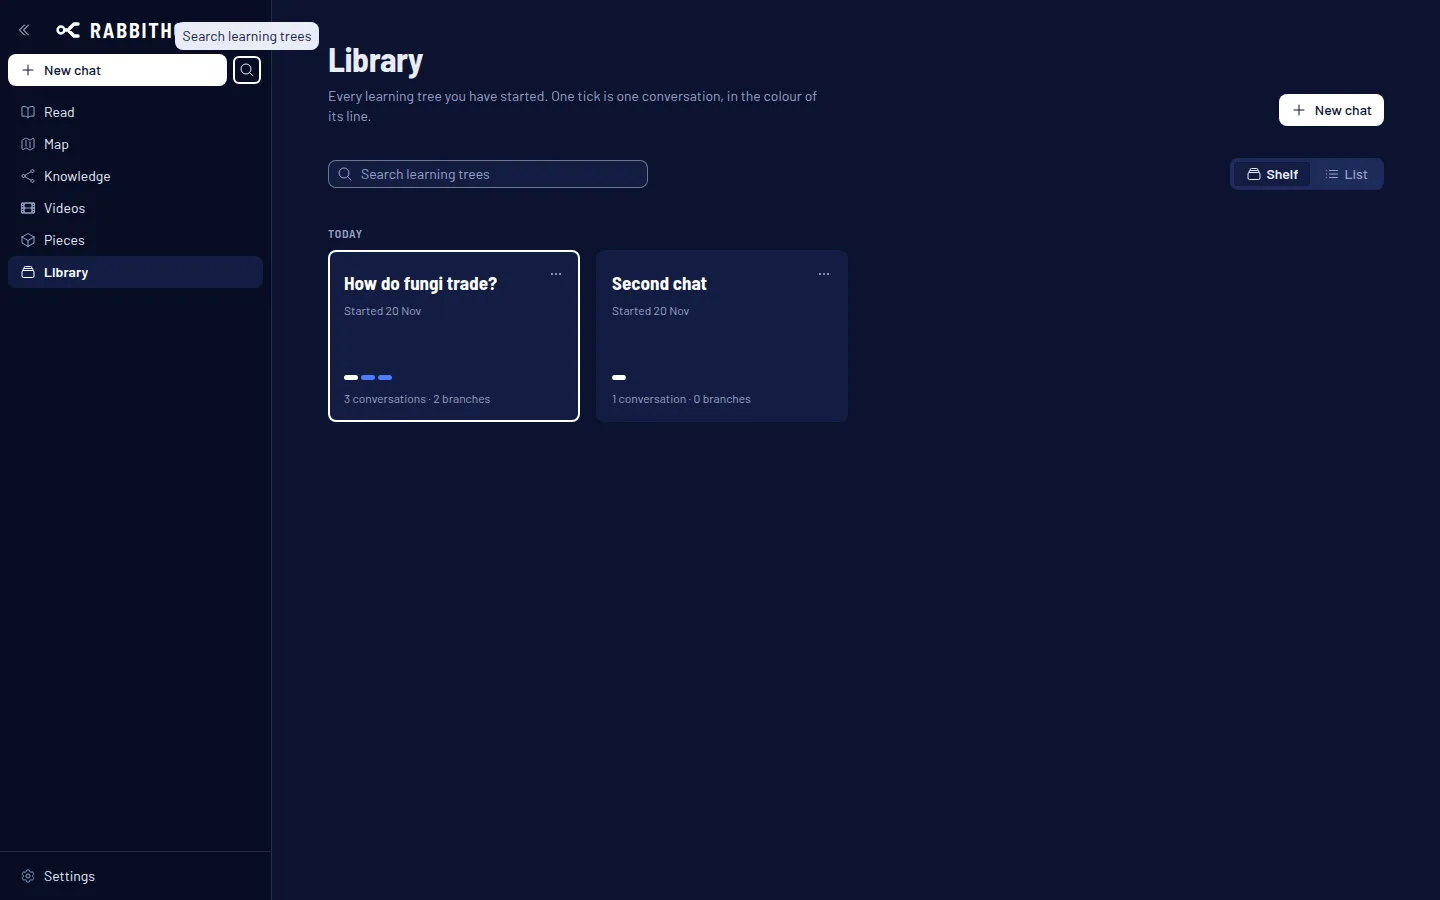 RABBITH
Search learning trees
New chat
Read
Map
Knowledge
Videos
Pieces
Library
Settings
Library
Every learning tree you have started. One tick is one conversation, in the colour of
its line.
New chat
Search learning trees
Shelf
List
TODAY
How do fungi trade?
Started 20 Nov
3 conversations · 2 branches
Second chat
Started 20 Nov
1 conversation · 0 branches